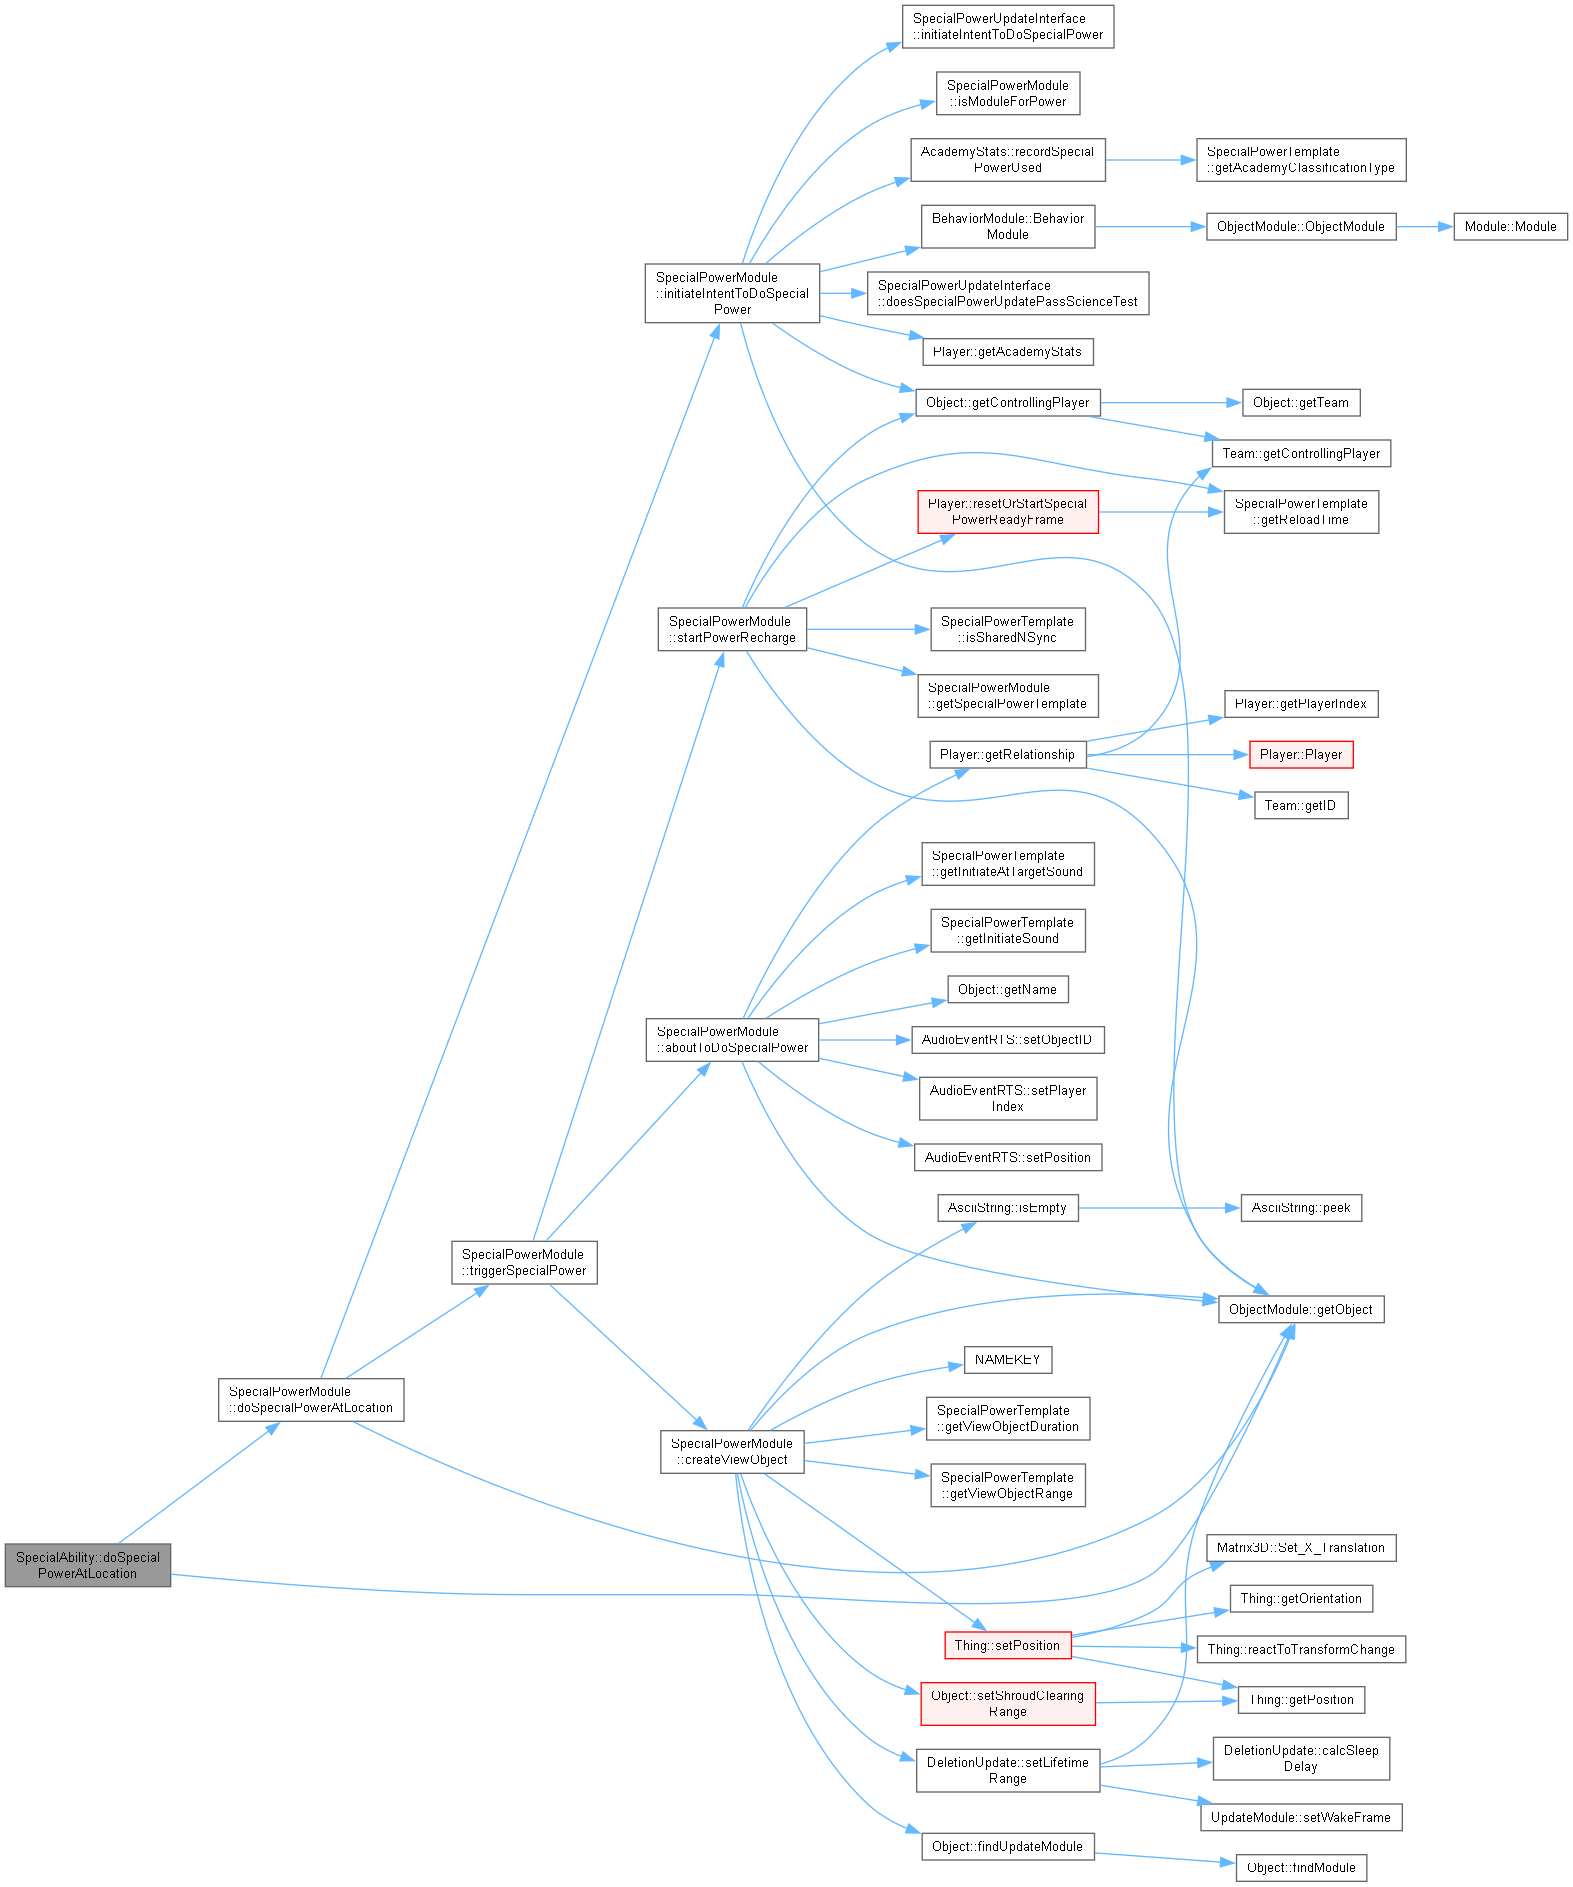 SpecialPowerUpdateInterface
::initiateIntentToDoSpecialPower
SpecialPowerModule
::isModuleForPower
AcademyStats::recordSpecial
PowerUsed
SpecialPowerTemplate
::getAcademyClassificationType
BehaviorModule::Behavior
Module
ObjectModule::ObjectModule
Module::Module
SpecialPowerModule
::initiateIntentToDoSpecial
Power
SpecialPowerUpdateInterface
::doesSpecialPowerUpdatePassScienceTest
Player::getAcademyStats
Object::getControllingPlayer
Object::getTeam
Team::getControllingPlayer
Player::resetOrStartSpecial
PowerReadyFrame
SpecialPowerTemplate
::getReloadTime
SpecialPowerModule
::startPowerRecharge
SpecialPowerTemplate
::isSharedNSync
SpecialPowerModule
::getSpecialPowerTemplate
Player::getPlayerIndex
Player::getRelationship
Player::Player
Team::getID
SpecialPowerTemplate
::getInitiateAtTargetSound
SpecialPowerTemplate
::getInitiateSound
Object::getName
SpecialPowerModule
::aboutToDoSpecialPower
AudioEventRTS::setObjectID
AudioEventRTS::setPlayer
Index
AudioEventRTS::setPosition
AsciiString::isEmpty
AsciiString::peek
SpecialPowerModule
::triggerSpecialPower
ObjectModule::getObject
NAMEKEY
SpecialPowerModule
::doSpecialPowerAtLocation
SpecialPowerTemplate
::getViewObjectDuration
SpecialPowerModule
::createViewObject
SpecialPowerTemplate
::getViewObjectRange
SpecialAbility::doSpecial
PowerAtLocation
Matrix3D::Set_X_Translation
Thing::getOrientation
Thing::setPosition
Thing::reactToTransformChange
Object::setShroudClearing
Range
Thing::getPosition
DeletionUpdate::setLifetime
Range
DeletionUpdate::calcSleep
Delay
UpdateModule::setWakeFrame
Object::findUpdateModule
Object::findModule